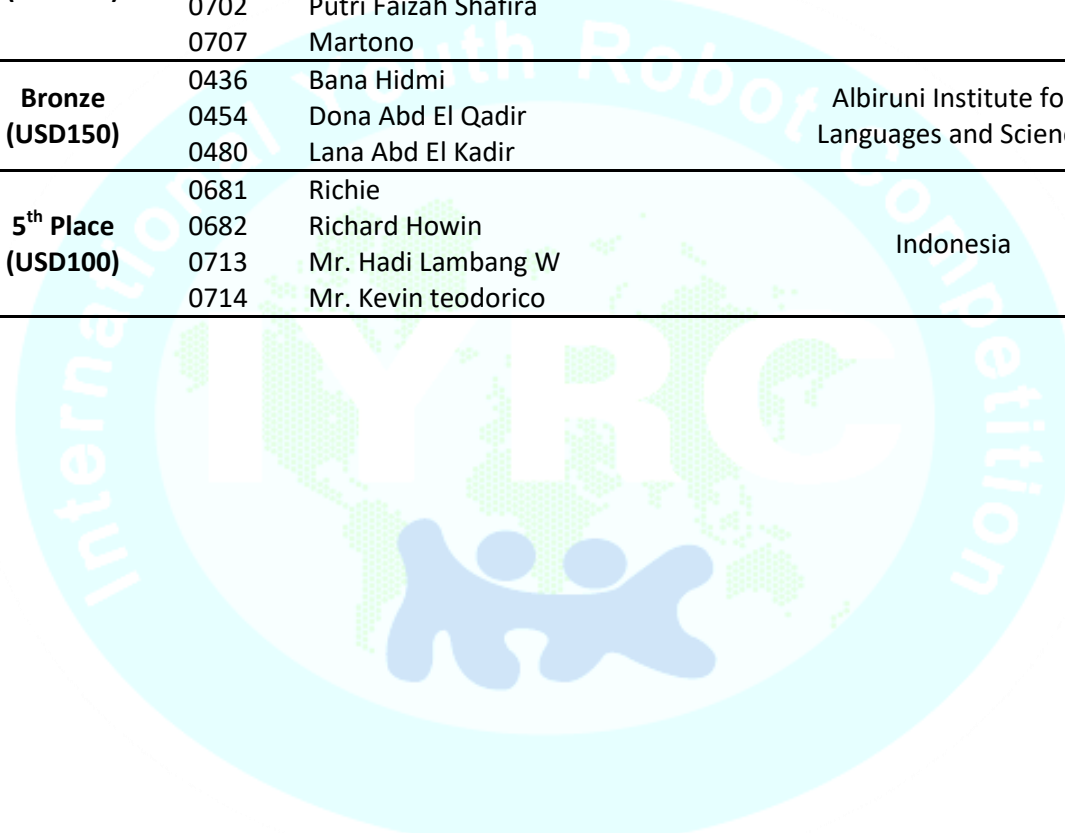 0702 Putri Faizah Shafira
0707 Martono
Bronze
(USD150)
0436 Bana Hidmi
0454 Dona Abd El Qadir
0480 Lana Abd El Kadir
Albiruni Institute fo
Languages and Scien
5th Place
(USD100)
0681 Richie
0682 Richard Howin
0713 Mr. Hadi Lambang W
0714 Mr. Kevin teodorico
Indonesia
International Youth Robot Competition
IYRC